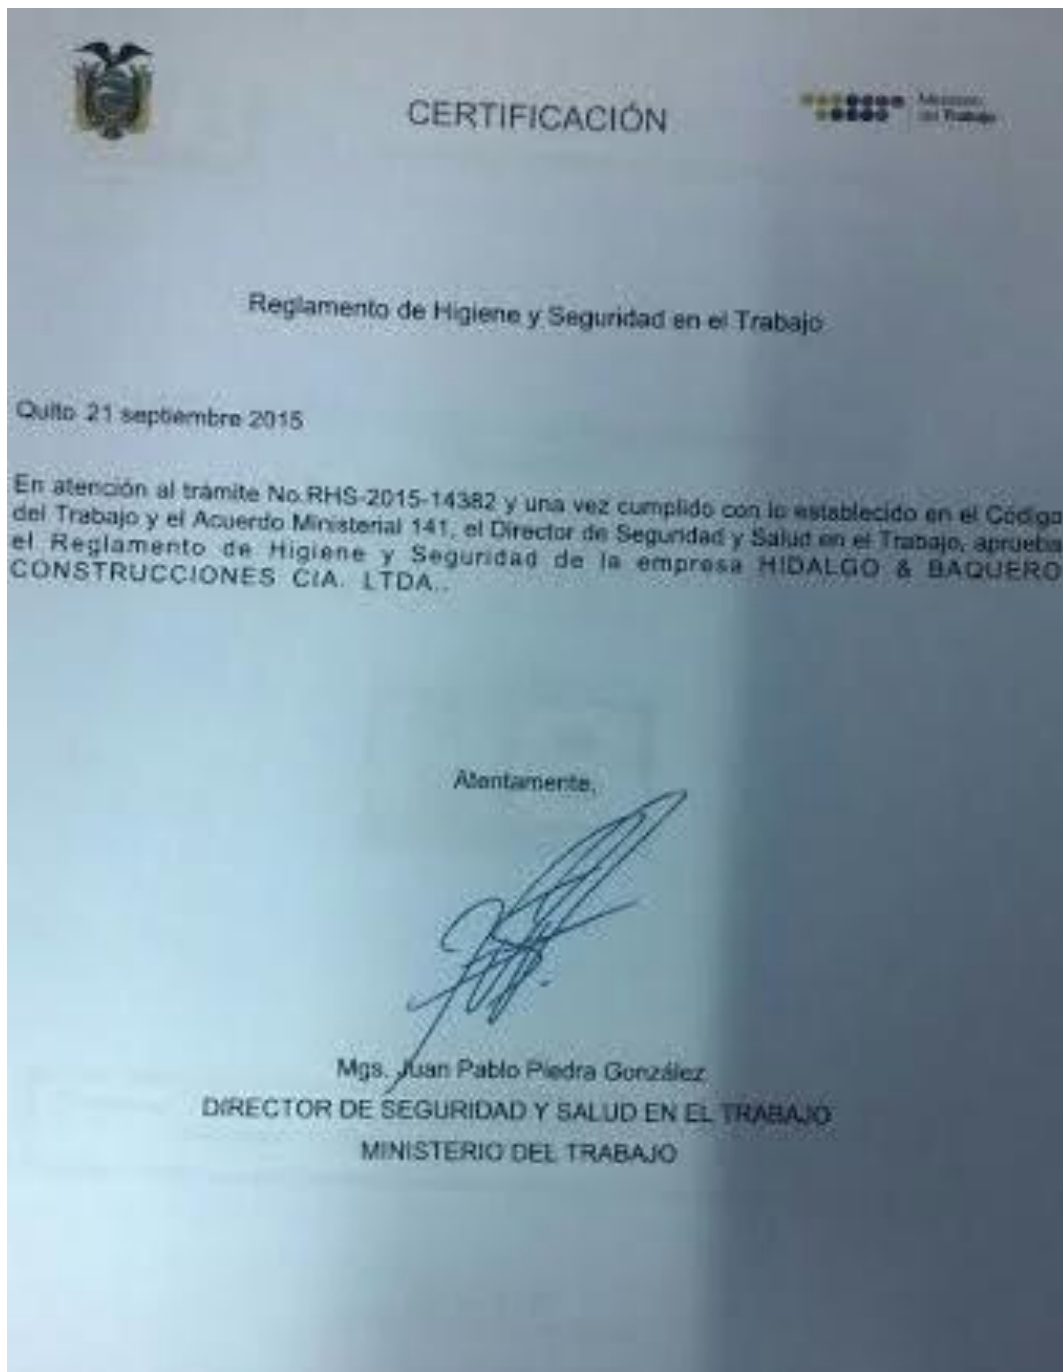 CERTIFICACIÓN
Ministerio
del Trabajo
Reglamento de Higiene y Seguridad en el Trabajo
Quito 21 septiembre 2015
En atención al trámite No.RHS-2015-14382 y una vez cumplido con lo establecido en el Código
del Trabajo y el Acuerdo Ministerial 141, el Director de Seguridad y Salud en el Trabajo, aprueba
el Reglamento de Higiene y Seguridad de la empresa HIDALGO & BAQUERO
CONSTRUCCIONES CIA. LTDA..
Atentamente,
Mgs. Juan Pablo Piedra González
DIRECTOR DE SEGURIDAD Y SALUD EN EL TRABAJO
MINISTERIO DEL TRABAJO